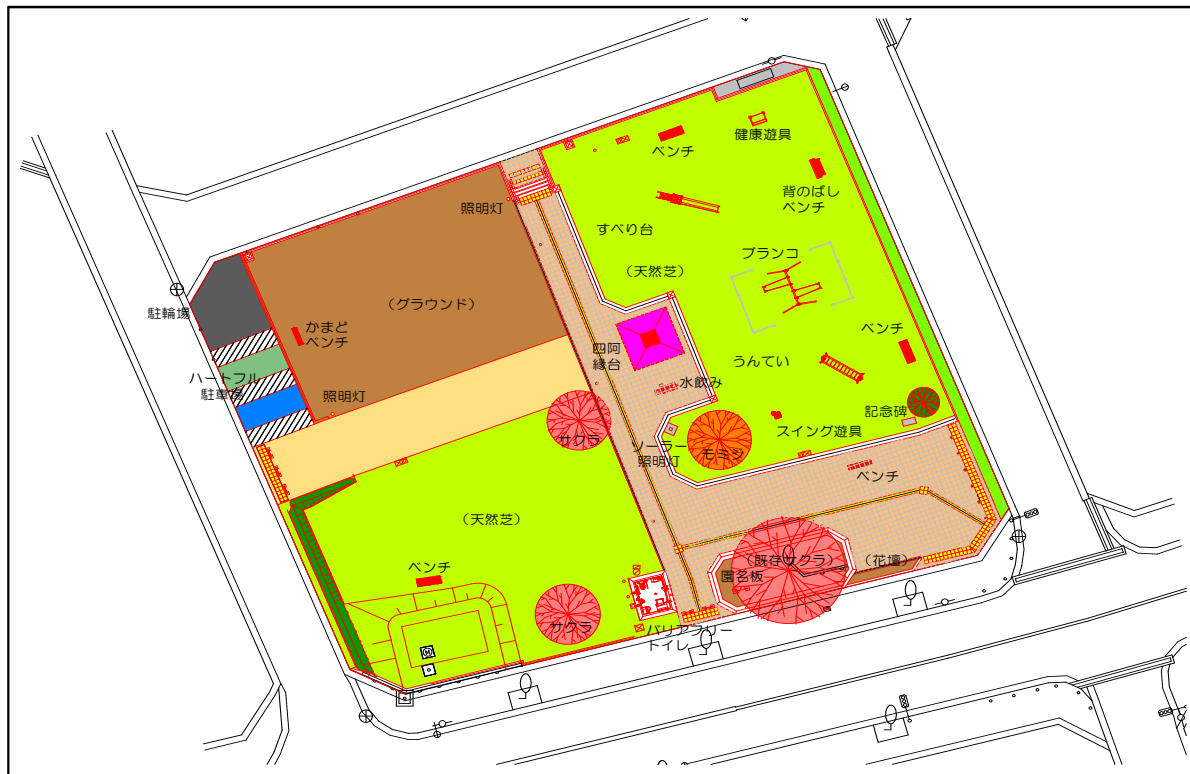 健康遊具
ベンチ
背のばし
ベンチ
照明灯
すべり台
ブランコ
（天然芝）
（グラウンド）
駐輪場
かまど
ベンチ
ベンチ
四阿
縁台
うんてい
水飲み
ハートフル
駐車場
照明灯
記念碑
スイング遊具
サクラ
ソーラー
照明灯
モミジ
ベンチ
（天然芝）
（既存サクラ）
（花壇）
園名板
ベンチ
サクラ
バリアフリー
トイレ